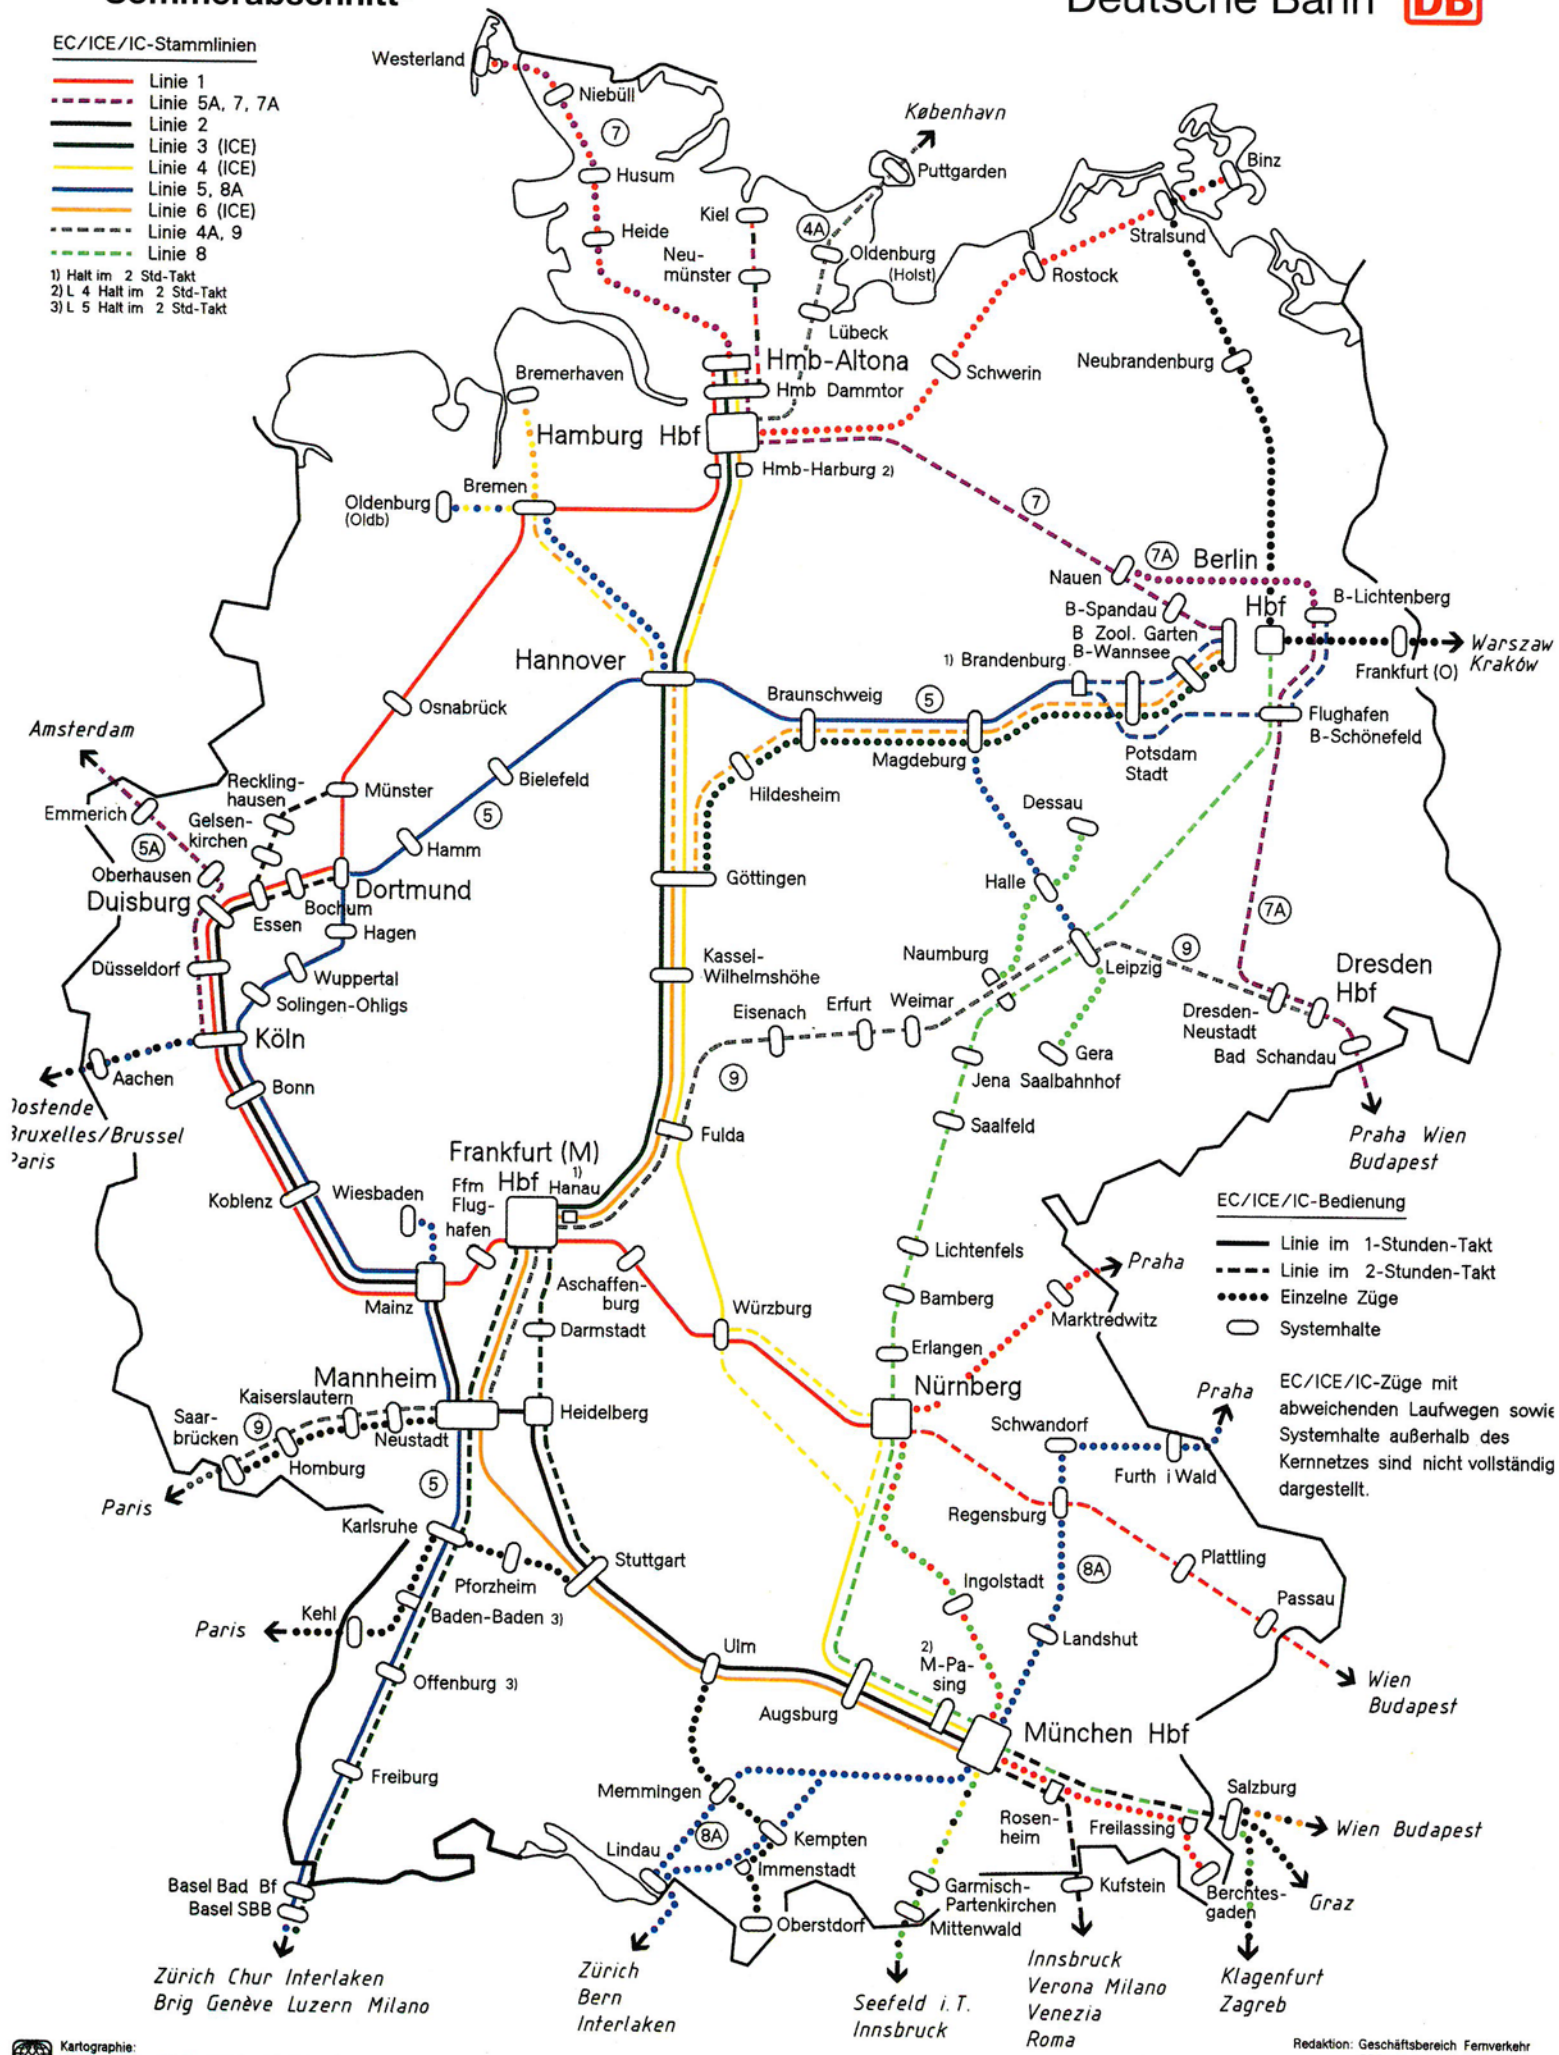 Sommerabschnitt
Deutsche Bahn DB
EC/ICE/IC-Stammlinien
Linie 1
Linie 5A, 7, 7A
Linie 2
Linie 3 (ICE)
Linie 4 (ICE)
Linie 5, 8A
Linie 6 (ICE)
Linie 4A, 9
Linie 8
1) Halt im 2 Std-Takt
2) L 4 Halt im 2 Std-Takt
3) L 5 Halt im 2 Std-Takt
Westerland
Niebüll
7
Husum
Heide
København
Puttgarden
Kiel
4A
Neu-
münster
Oldenburg
(Holst)
Lübeck
Binz
Stralsund
Rostock
Hmb-Altona
Hmb Dammtor
Schwerin
Neubrandenburg
Bremerhaven
Hamburg Hbf
Hmb-Harburg 2)
Bremen
Oldenburg
(Oldb)
7
7A
Berlin
Nauen
B-Spandau
Hbf
B-Lichtenberg
B Zool. Garten
B-Wannsee
Warszaw
Kraków
Frankfurt (O)
Hannover
1) Brandenburg
Braunschweig
5
Flughafen
B-Schönefeld
Potsdam
Stadt
Magdeburg
Osnabrück
Amsterdam
Bielefeld
Hildesheim
Reckling-
hausen
Münster
Dessau
Emmerich
Gelsen-
kirchen
5
5A
Hamm
Oberhausen
Halle
Göttingen
Duisburg
Dortmund
Bochum
Essen
7A
Hagen
Düsseldorf
Wuppertal
Kassel-
Wilhelmshöhe
Naumburg
Leipzig
9
Dresden
Hbf
Solingen-Ohligs
Eisenach
Erfurt
Weimar
Dresden-
Neustadt
Köln
Bad Schandau
Aachen
Gera
Jena Saalbahnhof
9
Bonn
Oostende
Bruxelles/Brussel
Paris
Saalfeld
Fulda
Praha Wien
Budapest
Frankfurt (M)
Hbf
1)
Hanau
Ffm
Flug-
hafen
Koblenz
Wiesbaden
EC/ICE/IC-Bedienung
Linie im 1-Stunden-Takt
Linie im 2-Stunden-Takt
Einzelne Züge
Systemhalte
Lichtenfels
Praha
Aschaffen-
burg
Mainz
Bamberg
Würzburg
Marktredwitz
Darmstadt
Erlangen
Mannheim
Nürnberg
Kaiserslautern
Praha
EC/ICE/IC-Züge mit
abweichenden Laufwegen sowie
Systemhalte außerhalb des
Kernnetzes sind nicht vollständig
dargestellt.
Saar-
brücken
9
Neustadt
Heidelberg
Schwandorf
Homburg
Furth i Wald
Paris
5
Karlsruhe
Regensburg
Stuttgart
Plattling
Pforzheim
Ingolstadt
8A
Baden-Baden 3)
Kehl
Passau
Paris
Ulm
Landshut
2)
M-Pa-
sing
Offenburg 3)
Wien
Budapest
Augsburg
München Hbf
Freiburg
Memmingen
Salzburg
Rosen-
heim
Freilassing
Wien Budapest
8A
Kempten
Lindau
Immenstadt
Basel Bad Bf
Basel SBB
Garmisch-
Partenkirchen
Kufstein
Berchtes-
gaden
Graz
Oberstdorf
Mittenwald
Zürich Chur Interlaken
Brig Genève Luzern Milano
Zürich
Bern
Interlaken
Seefeld i.T.
Innsbruck
Innsbruck
Verona Milano
Venezia
Roma
Klagenfurt
Zagreb
Kartographie:
Redaktion: Geschäftsbereich Fernverkehr